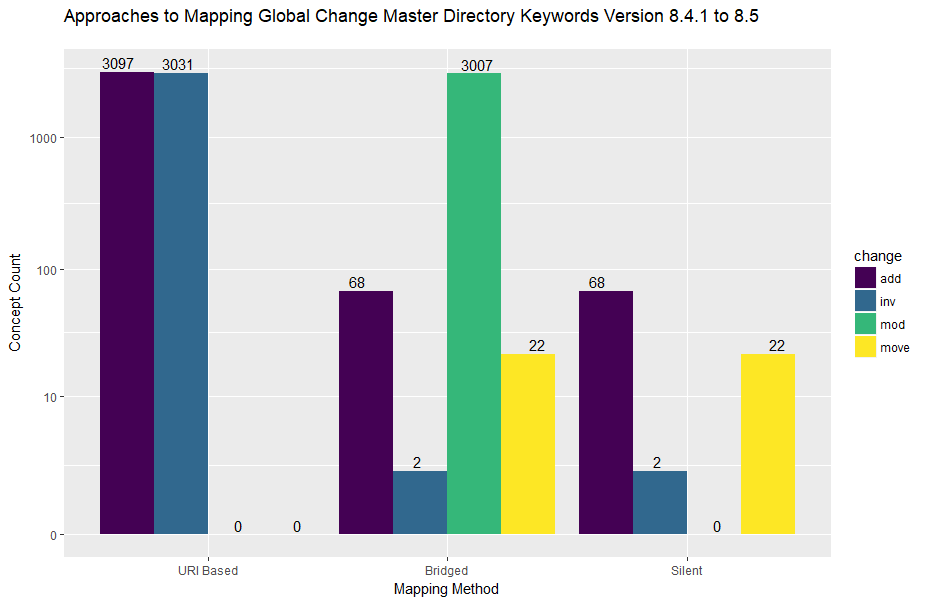 Approaches to Mapping Global Change Master Directory Keywords Version 8.4.1 to 8.5
3097
3031
0
0
68
2
3007
22
68
2
0
22
1000
100
10
0
Concept Count
URI Based
Bridged
Silent
Mapping Method
change
add
inv
mod
move